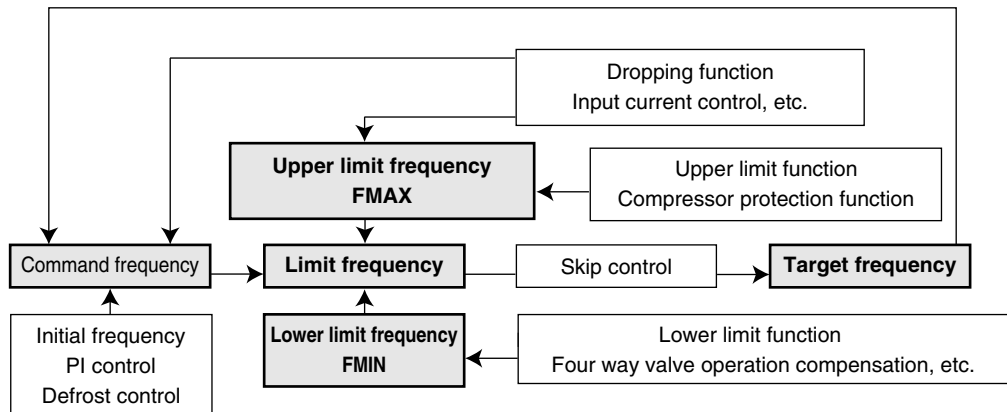 Dropping function
Input current control, etc.
Upper limit frequency
FMAX
Upper limit function
Compressor protection function
Command frequency
Limit frequency
Skip control
Target frequency
Initial frequency
PI control
Defrost control
Lower limit frequency
FMIN
Lower limit function
Four way valve operation compensation, etc.